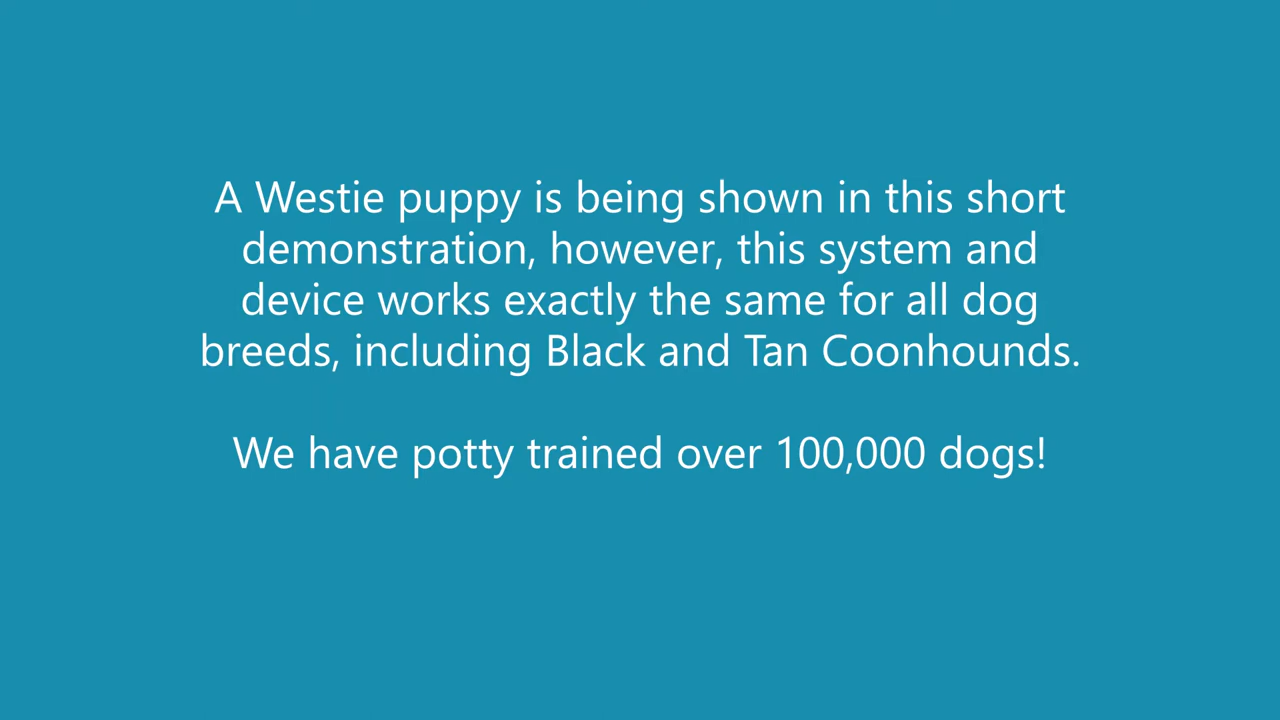 A Westie puppy is being shown in this short
demonstration, however, this system and
device works exactly the same for all dog
breeds, including Black and Tan Coonhounds.
We have potty trained over 100,000 dogs!